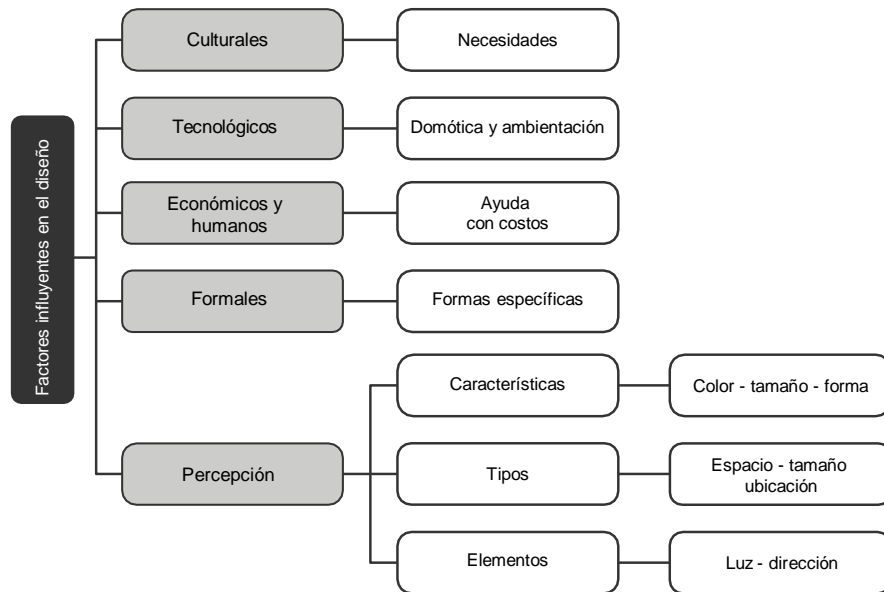 Factores influyentes en el diseño
Culturales
Necesidades
Tecnológicos
Domótica y ambientación
Económicos y
humanos
Ayuda
con costos
Formales
Formas específicas
Percepción
Características
Color - tamaño - forma
Tipos
Espacio - tamaño
ubicación
Elementos
Luz - dirección